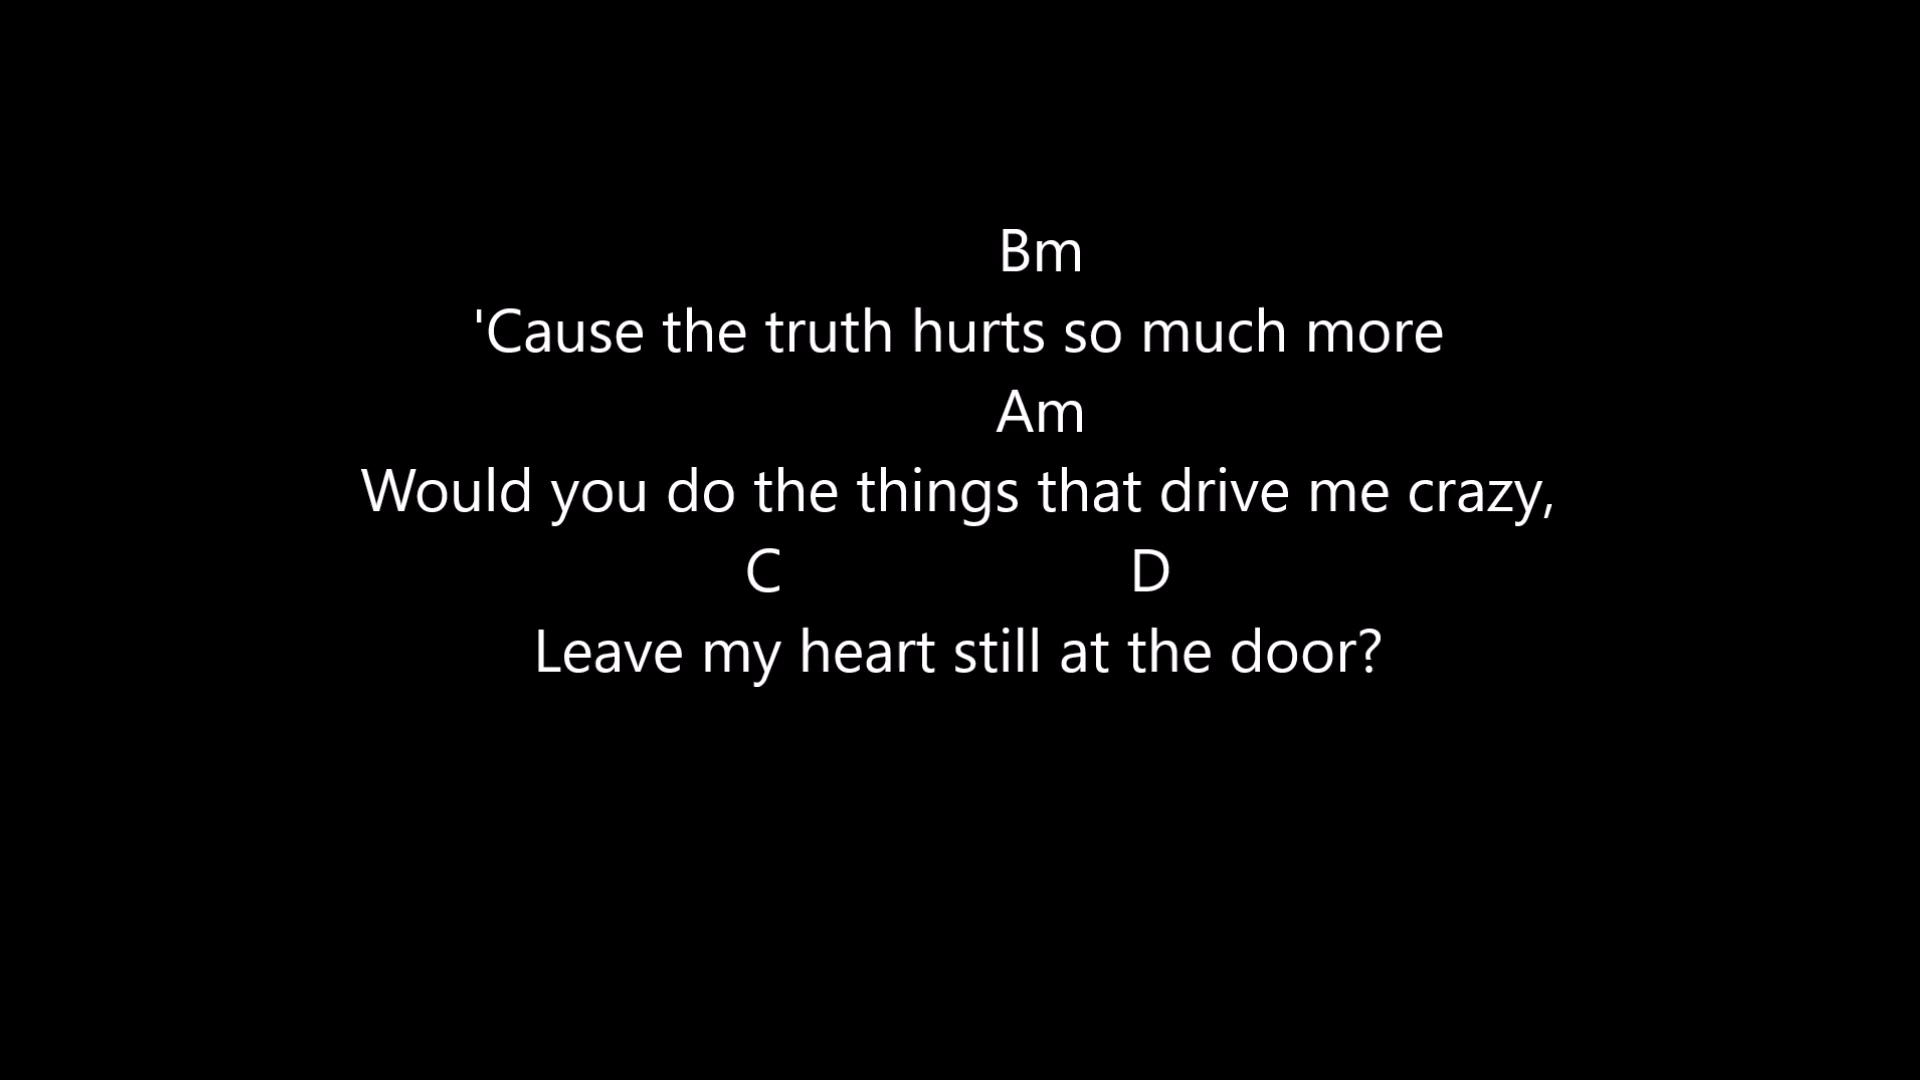 Bm
'Cause the truth hurts so much more
Am
Would you do the things that drive me crazy,
C D
Leave my heart still at the door?